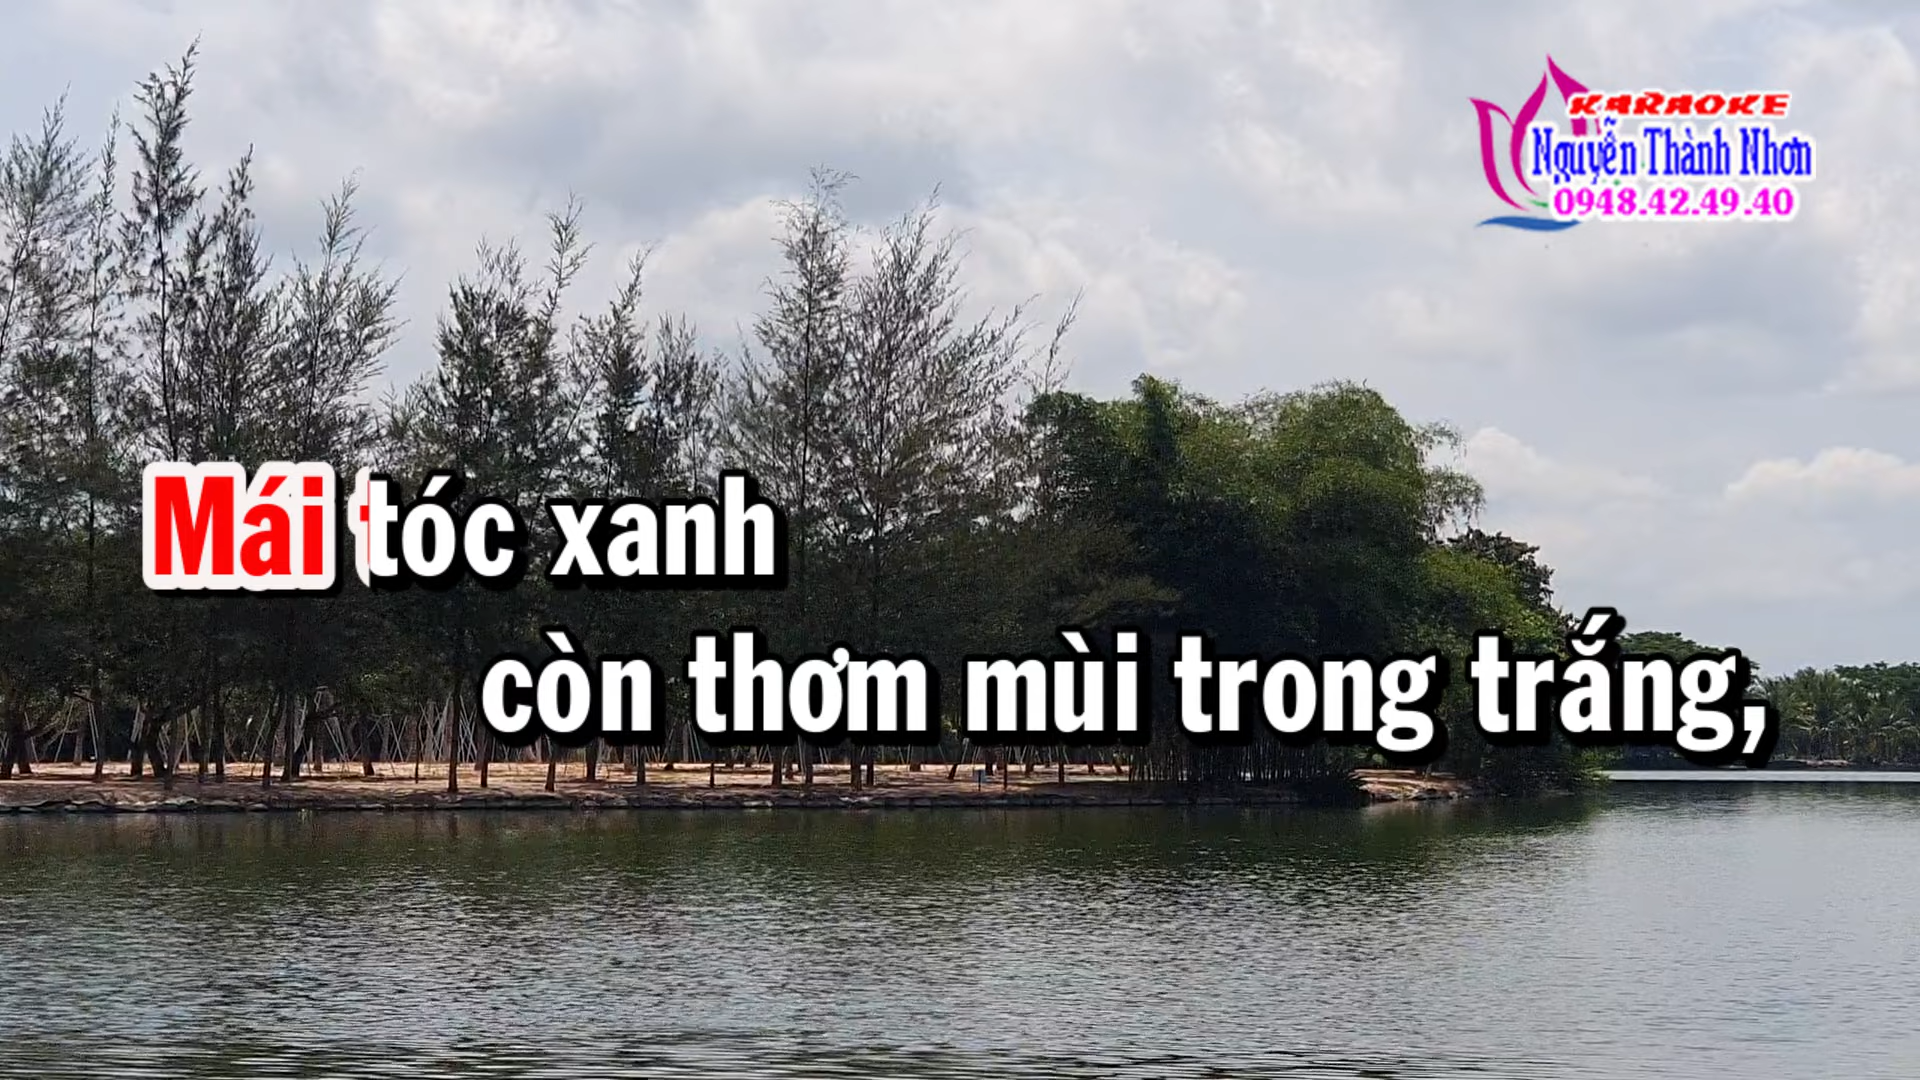 KARAOKE
Nguyễn Thành Nhơn
0948.42.49.40
Mái tóc xanh
còn thơm mùi trong trắng,